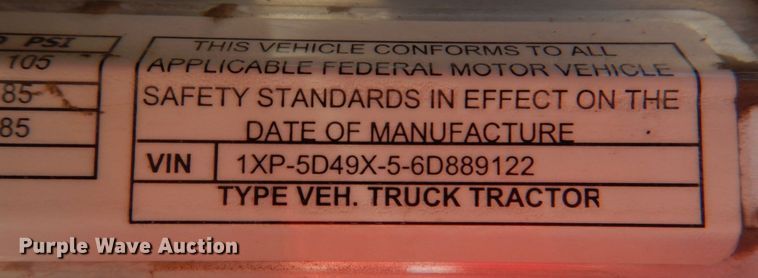 PSI
105
85
85
THIS VEHICLE CONFORMS TO ALL
APPLICABLE FEDERAL MOTOR VEHICLE
SAFETY STANDARDS IN EFFECT ON THE
DATE OF MANUFACTURE
VIN 1XP-5D49X-5-6D889122
TYPE VEH. TRUCK TRACTOR
Purple Wave Auction